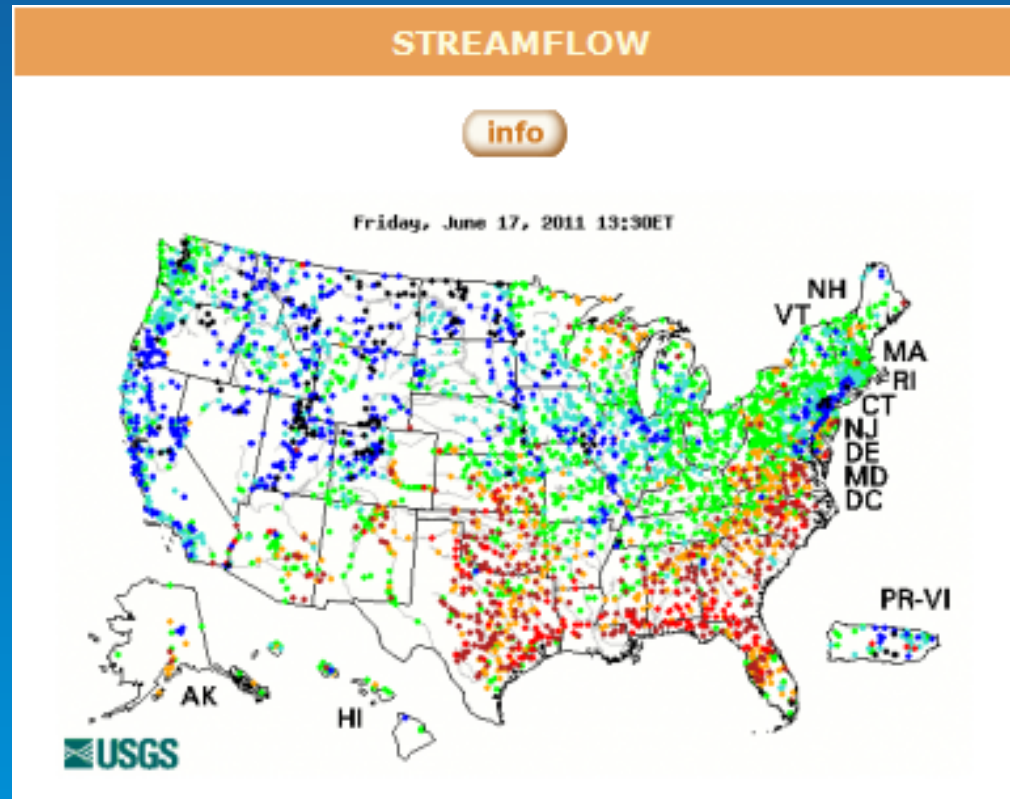 STREAMFLOW
info
Friday, June 17, 2011 13:30ET
NH
VT
MA
RI
CT
NJ
DE
MD
DC
PR-VI
AK
HI
USGS